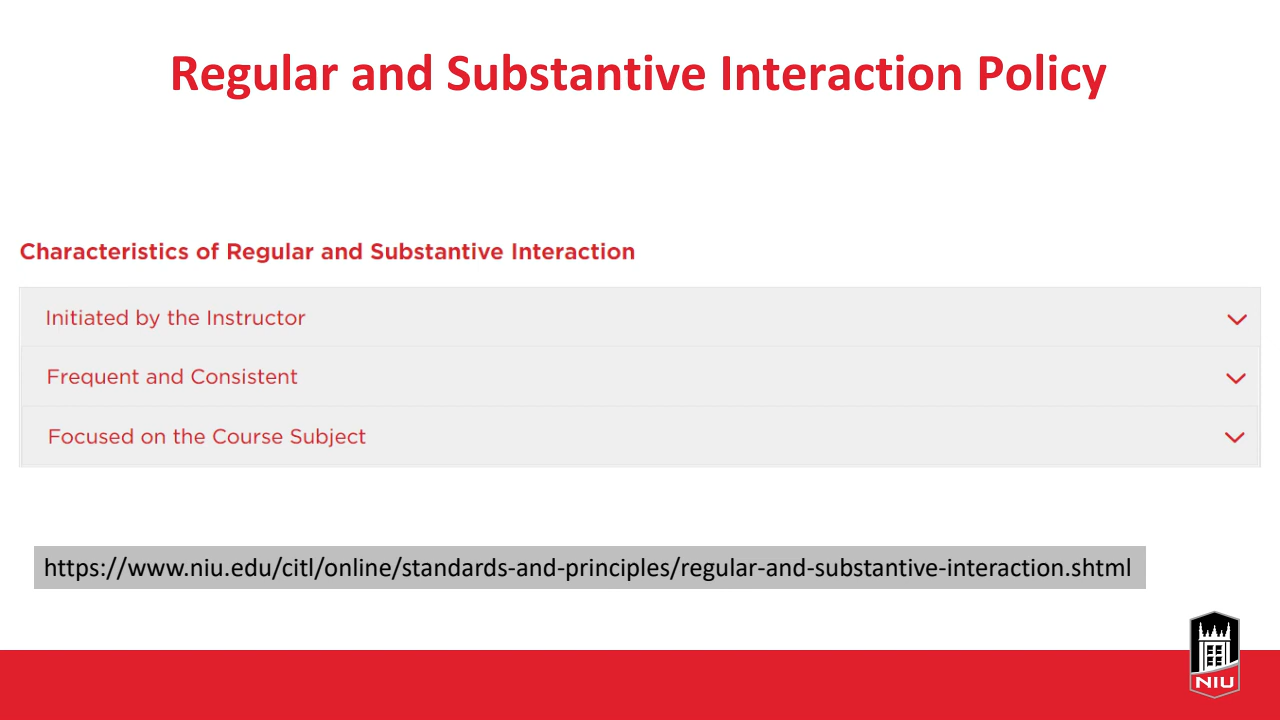 Regular and Substantive Interaction Policy
Characteristics of Regular and Substantive Interaction
Initiated by the Instructor
Frequent and Consistent
Focused on the Course Subject
https://www.niu.edu/citl/online/standards-and-principles/regular-and-substantive-interaction.shtml
NIU